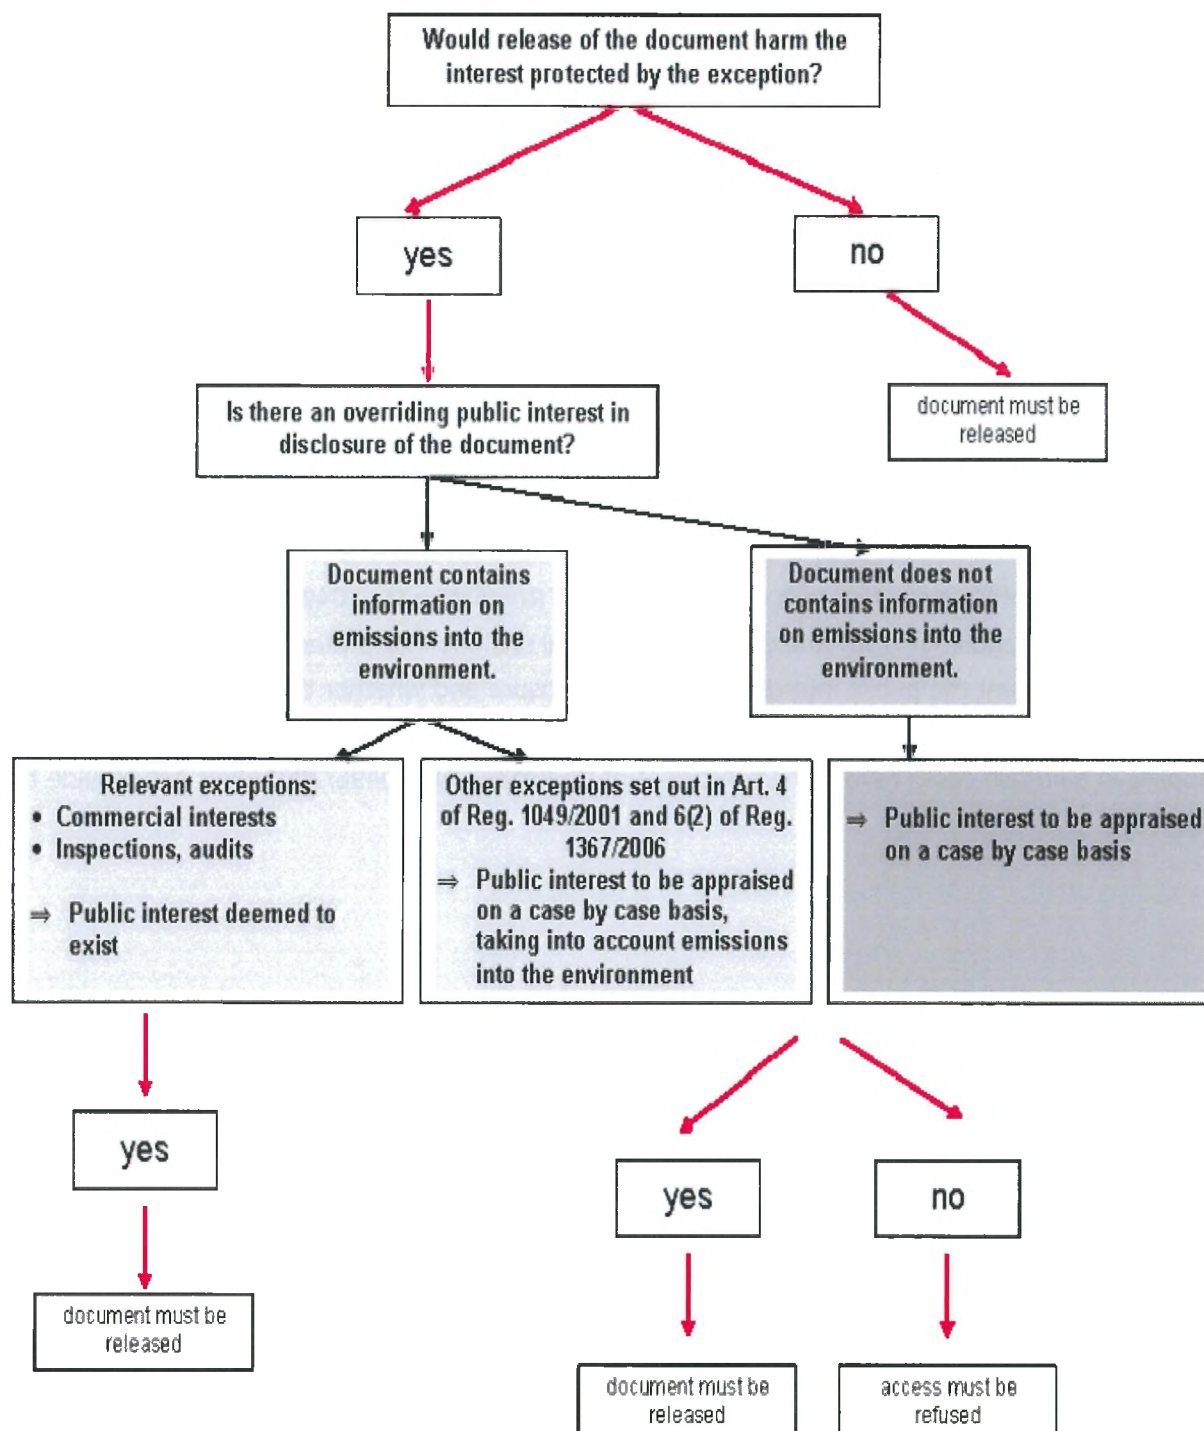 Would release of the document harm the
interest protected by the exception?
yes
no
document must be
released
Is there an overriding public interest in
disclosure of the document?
Document contains
information on
emissions into the
environment.
Document does not
contains information
on emissions into the
environment.
Relevant exceptions:
• Commercial interests
• Inspections, audits
⇒ Public interest deemed to
exist
Other exceptions set out in Art. 4
of Reg. 1049/2001 and 6(2) of Reg.
1367/2006
⇒ Public interest to be appraised
on a case by case basis,
taking into account emissions
into the environment
⇒ Public interest to be appraised
on a case by case basis
yes
document must be
released
yes
no
document must be
released
access must be
refused